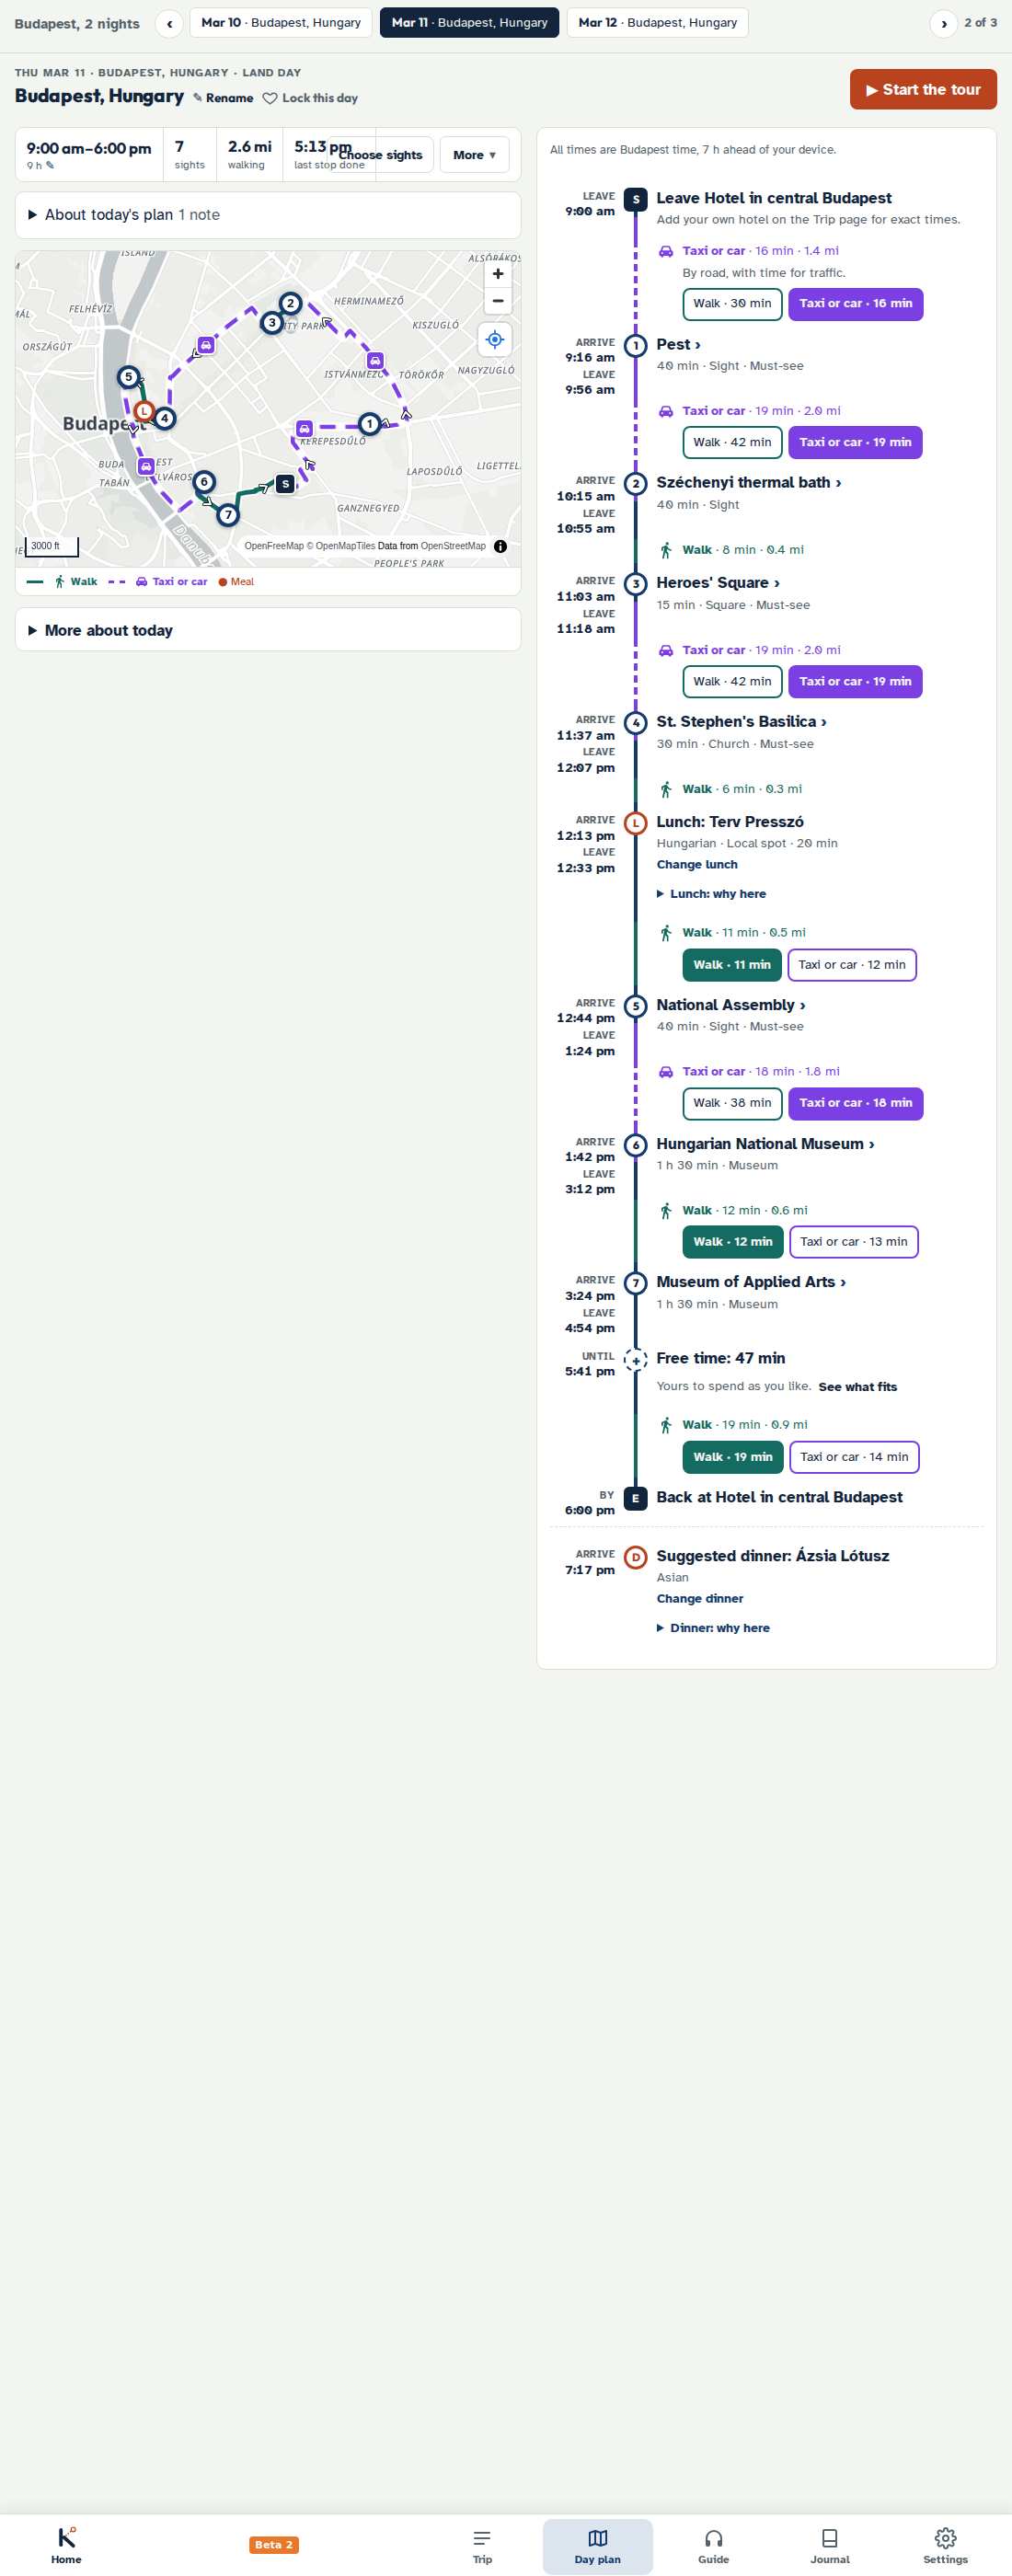 Budapest, 2 nights
‹
Mar 10 · Budapest, Hungary
Mar 11 · Budapest, Hungary
Mar 12 · Budapest, Hungary
›
2 of 3
THU MAR 11 · BUDAPEST, HUNGARY · LAND DAY
Budapest, Hungary ✎ Rename ♡ Lock this day
▶ Start the tour
9:00 am–6:00 pm
9 h ✎
7
sights
2.6 mi
walking
5:13 pm
last stop done
Choose sights
More ▼
▶ About today's plan 1 note
ISLAND
ALSÓRÁKOS
FELHÉVÍZ
HERMINAMEZŐ
KISZUGLÓ
ORSZÁGÚT
CITY PARK
ISTVÁNMEZŐ
TÖRÖKŐR
NAGYZUGLÓ
Budapest
KEREPESDŰLŐ
BUDA
TABÁN
LAPOSDŰLŐ
GANZNEGYED
Danube
PEOPLE'S PARK
+
−
1
2
3
4
L
5
6
7
S
3000 ft
OpenFreeMap © OpenMapTiles Data from OpenStreetMap
Walk
Taxi or car
Meal
▶ More about today
All times are Budapest time, 7 h ahead of your device.
LEAVE
9:00 am
S
Leave Hotel in central Budapest
Add your own hotel on the Trip page for exact times.
Taxi or car · 16 min · 1.4 mi
By road, with time for traffic.
Walk · 30 min
Taxi or car · 16 min
ARRIVE
9:16 am
LEAVE
9:56 am
1
Pest ›
40 min · Sight · Must-see
Taxi or car · 19 min · 2.0 mi
Walk · 42 min
Taxi or car · 19 min
ARRIVE
10:15 am
LEAVE
10:55 am
2
Széchenyi thermal bath ›
40 min · Sight
Walk · 8 min · 0.4 mi
ARRIVE
11:03 am
LEAVE
11:18 am
3
Heroes' Square ›
15 min · Square · Must-see
Taxi or car · 19 min · 2.0 mi
Walk · 42 min
Taxi or car · 19 min
ARRIVE
11:37 am
LEAVE
12:07 pm
4
St. Stephen's Basilica ›
30 min · Church · Must-see
Walk · 6 min · 0.3 mi
ARRIVE
12:13 pm
LEAVE
12:33 pm
L
Lunch: Terv Presszó
Hungarian · Local spot · 20 min
Change lunch
▶ Lunch: why here
Walk · 11 min · 0.5 mi
Walk · 11 min
Taxi or car · 12 min
ARRIVE
12:44 pm
LEAVE
1:24 pm
5
National Assembly ›
40 min · Sight · Must-see
Taxi or car · 18 min · 1.8 mi
Walk · 38 min
Taxi or car · 18 min
ARRIVE
1:42 pm
LEAVE
3:12 pm
6
Hungarian National Museum ›
1 h 30 min · Museum
Walk · 12 min · 0.6 mi
Walk · 12 min
Taxi or car · 13 min
ARRIVE
3:24 pm
LEAVE
4:54 pm
7
Museum of Applied Arts ›
1 h 30 min · Museum
UNTIL
5:41 pm
+
Free time: 47 min
Yours to spend as you like. See what fits
Walk · 19 min · 0.9 mi
Walk · 19 min
Taxi or car · 14 min
BY
6:00 pm
E
Back at Hotel in central Budapest
ARRIVE
7:17 pm
D
Suggested dinner: Ázsia Lótusz
Asian
Change dinner
▶ Dinner: why here
Home
Beta 2
Trip
Day plan
Guide
Journal
Settings